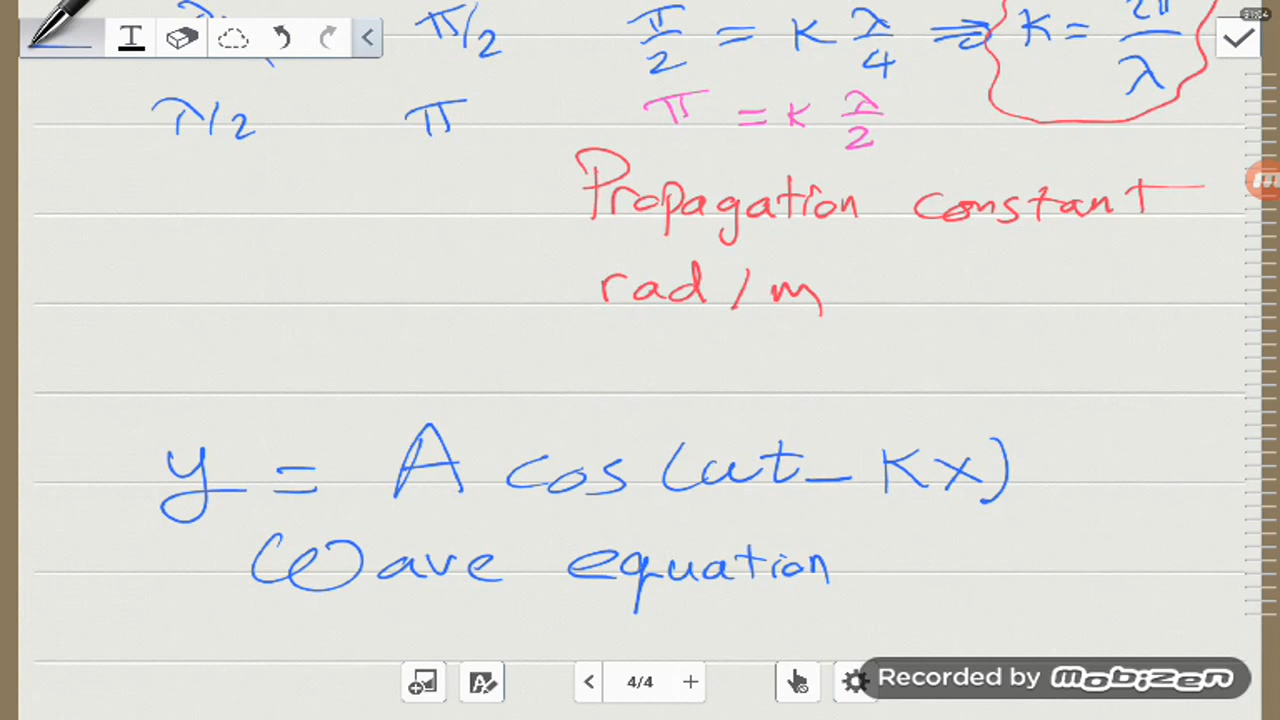 T
λ π/2 π/2 = K λ/4 ⇒ K = 2π/λ
λ/2 π π = K λ/2
Propagation constant
rad/m
y = A cos(ωt - Kx)
Wave equation
4/4
Recorded by mobizen